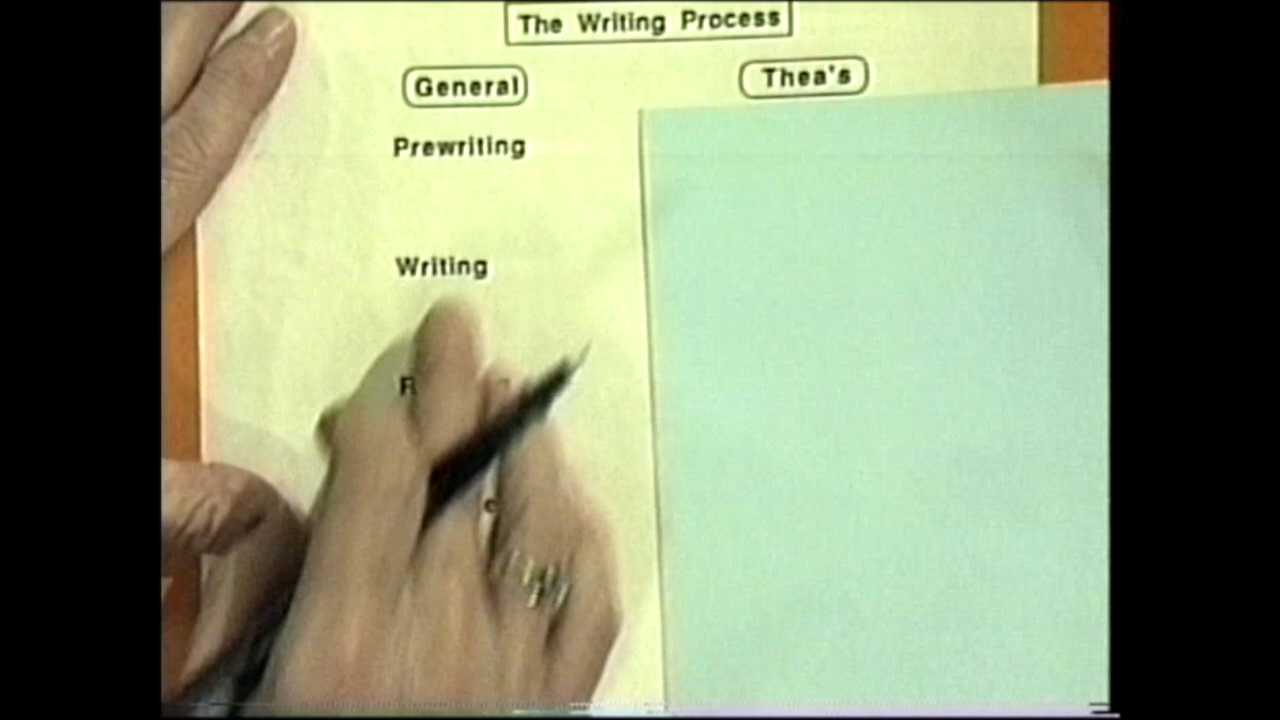 The Writing Process
General
Thea's
Prewriting
Writing